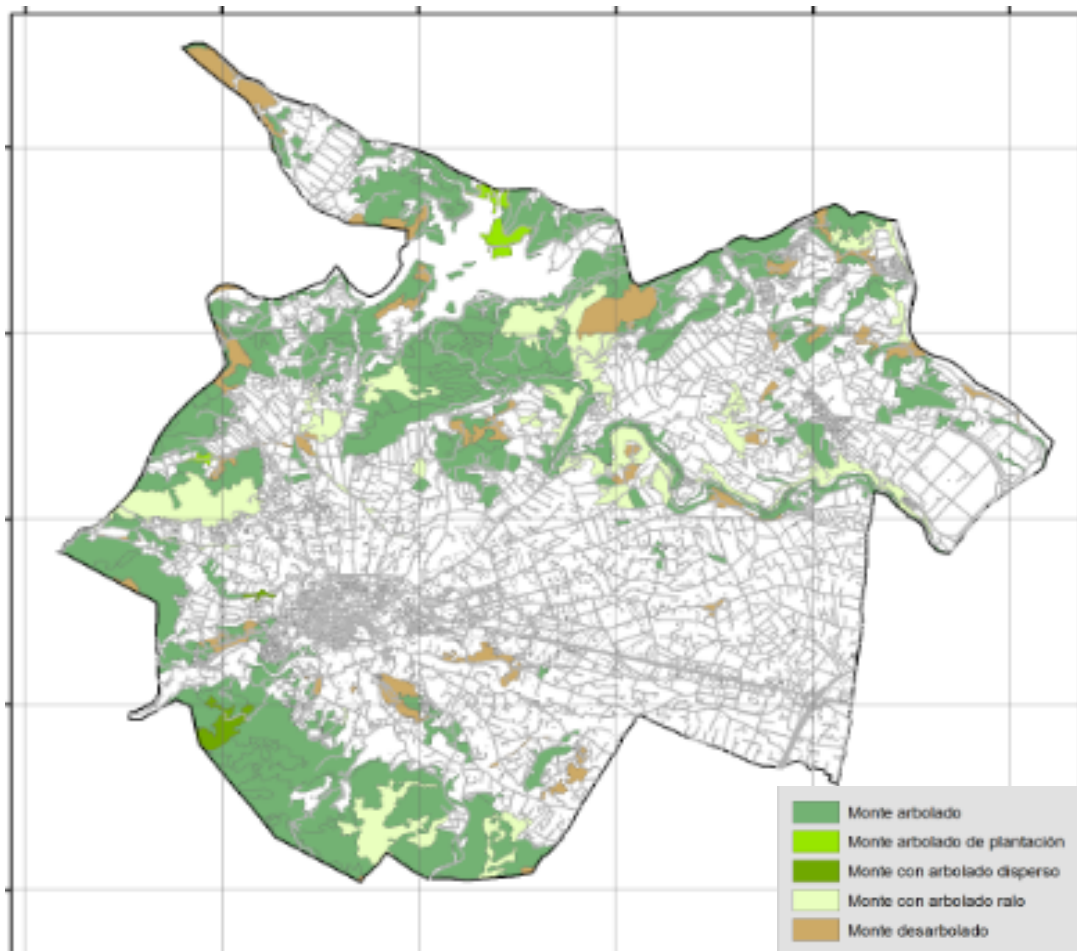 Monte arbolado
Monte arbolado de plantación
Monte con arbolado disperso
Monte con arbolado ralo
Monte desarbolado